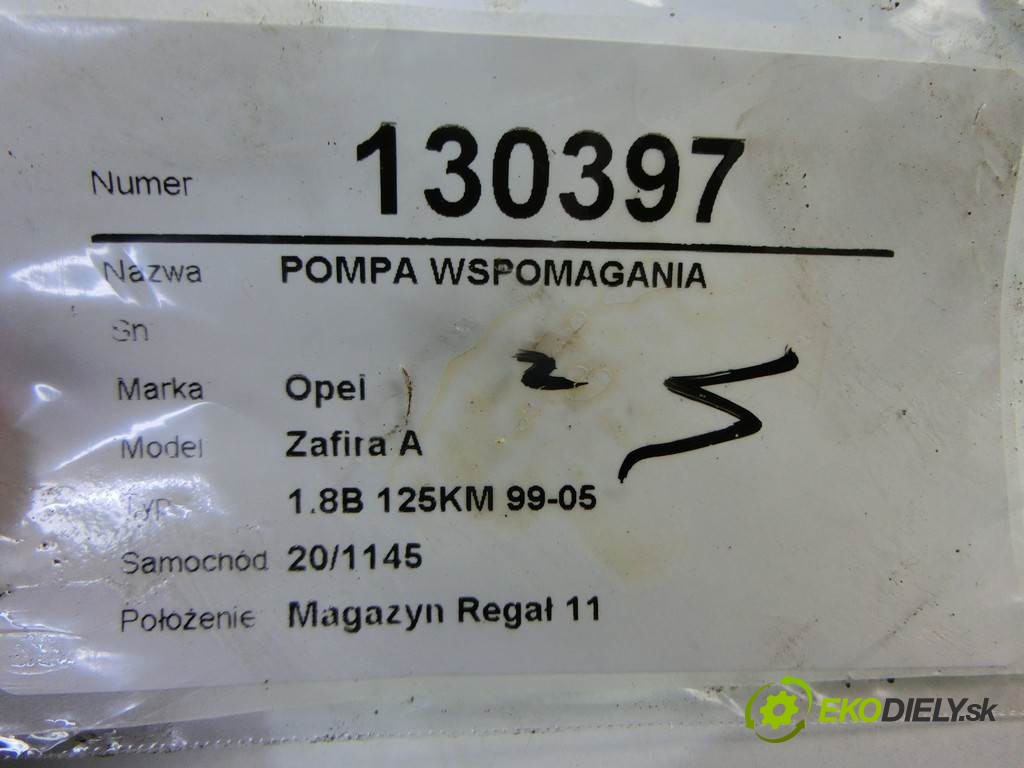 Numer 130397
Nazwa POMPA WSPOMAGANIA
Sn
Marka Opel
Model Zafira A
Typ 1.8B 125KM 99-05
Samochód 20/1145
Położenie Magazyn Regał 11
EKODIELY.sk